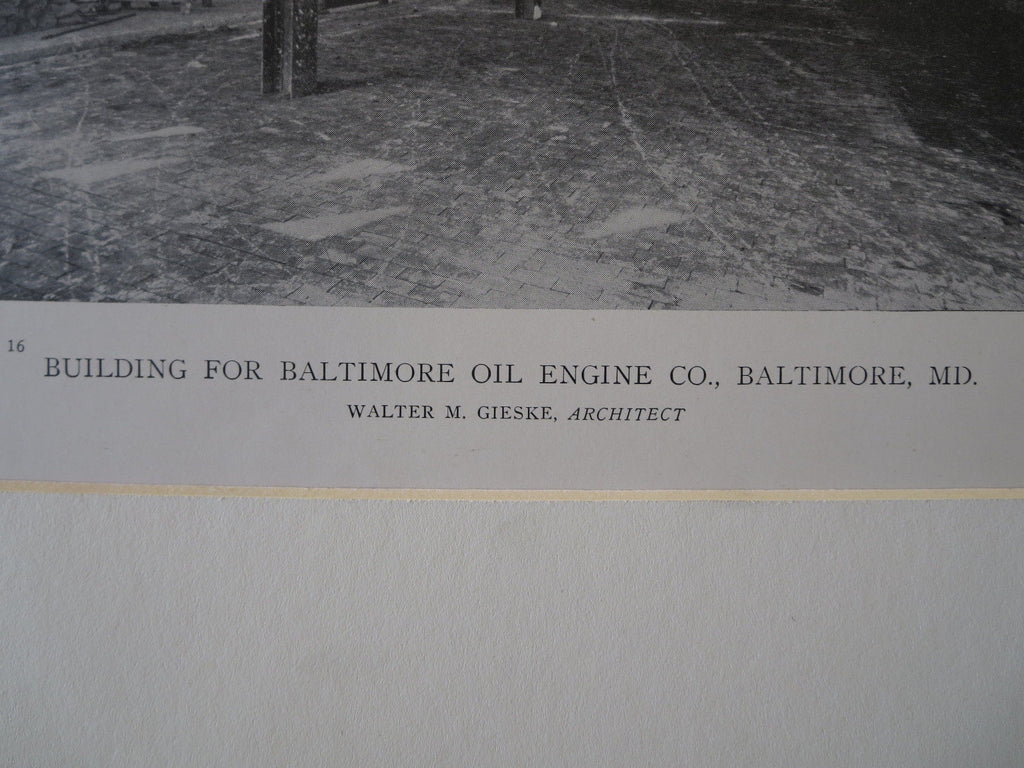 16
BUILDING FOR BALTIMORE OIL ENGINE CO., BALTIMORE, MD.
WALTER M. GIESKE, ARCHITECT